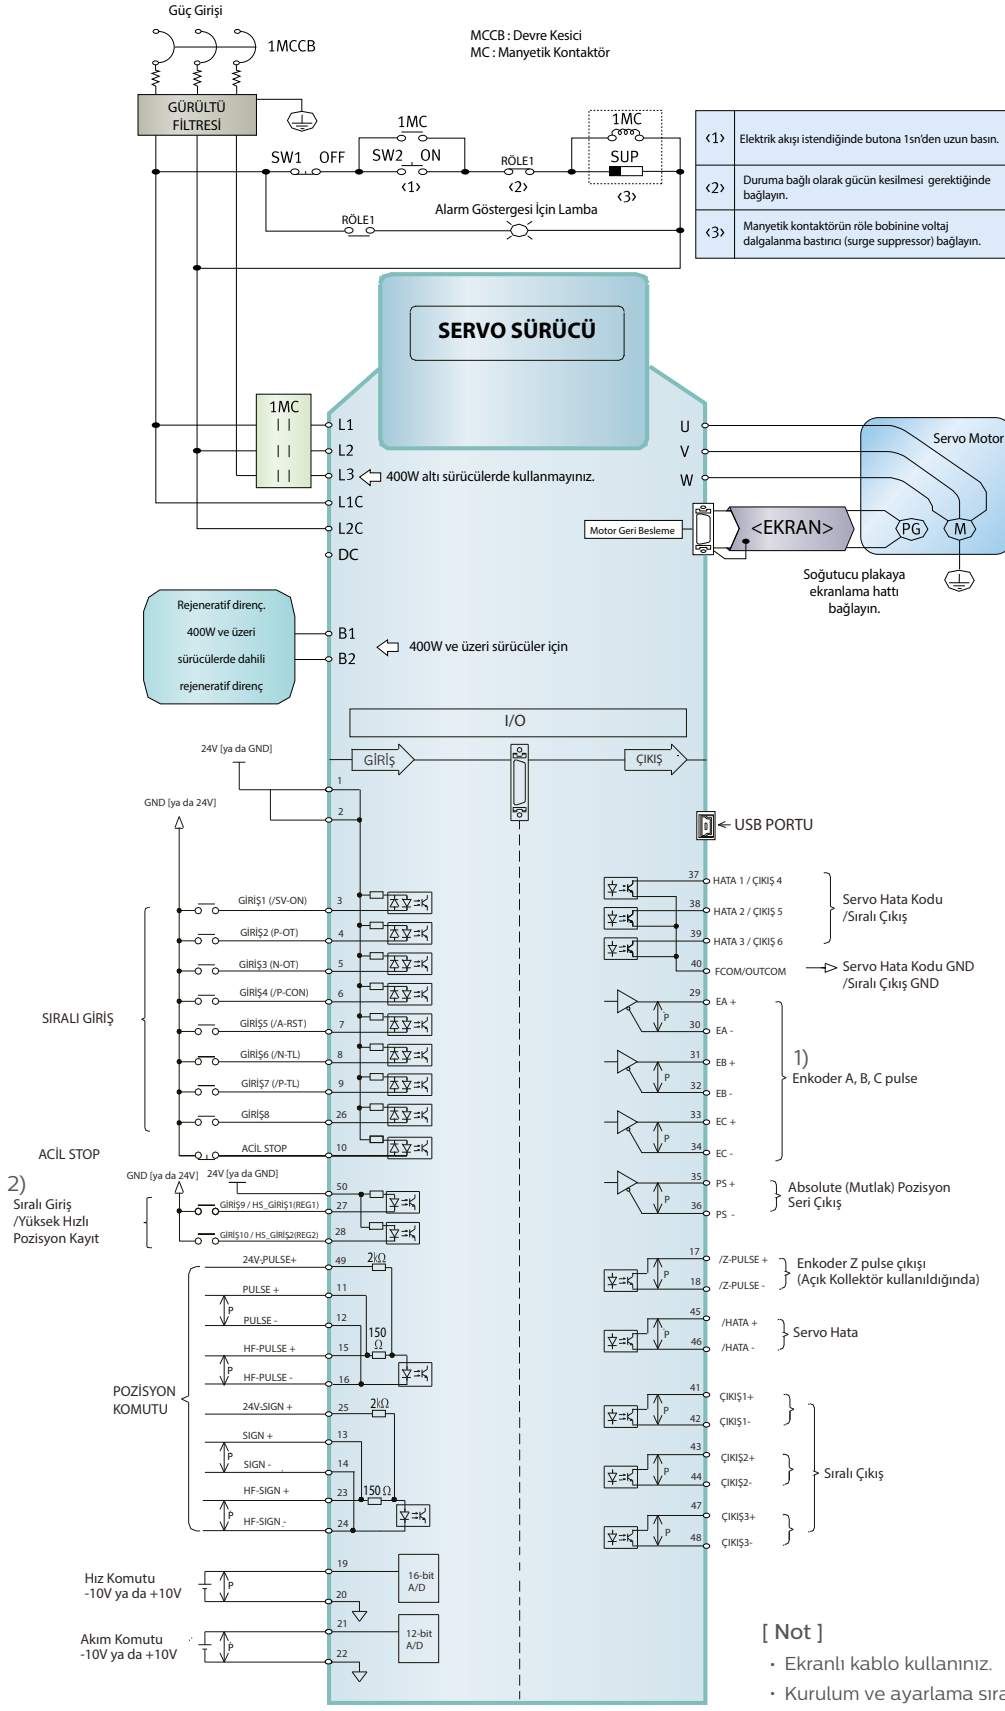 Güç Girişi
1MCCB
MCCB : Devre Kesici
MC : Manyetik Kontaktör
GÜRÜLTÜ
FİLTRESİ
1MC
1MC
SW1 OFF
SW2 ON
RÖLE1
SUP
‹1›
‹2›
‹3›
RÖLE1
Alarm Göstergesi İçin Lamba
‹1› Elektrik akışı istendiğinde butona 1sn'den uzun basın.
‹2› Duruma bağlı olarak gücün kesilmesi gerektiğinde
bağlayın.
‹3› Manyetik kontaktörün röle bobinine voltaj
dalgalanma bastırıcı (surge suppressor) bağlayın.
SERVO SÜRÜCÜ
1MC
L1
L2
L3
400W altı sürücülerde kullanmayınız.
L1C
L2C
DC
U
V
W
Servo Motor
Motor Geri Besleme
<EKRAN>
PG
M
Soğutucu plakaya
ekranlama hattı
bağlayın.
Rejeneratif direnç.
400W ve üzeri
sürücülerde dahili
rejeneratif direnç
B1
B2
400W ve üzeri sürücüler için
I/O
GİRİŞ
ÇIKIŞ
24V [ya da GND]
1
GND [ya da 24V]
2
USB PORTU
SIRALI GİRİŞ
GİRİŞ1 (/SV-ON) 3
GİRİŞ2 (P-OT) 4
GİRİŞ3 (N-OT) 5
GİRİŞ4 (/P-CON) 6
GİRİŞ5 (/A-RST) 7
GİRİŞ6 (/N-TL) 8
GİRİŞ7 (/P-TL) 9
GİRİŞ8 26
ACİL STOP
ACİL STOP 10
2)
Sıralı Giriş
/Yüksek Hızlı
Pozisyon Kayıt
GND [ya da 24V]
24V [ya da GND]
50
GİRİŞ9 / HS_GİRİŞ1(REG1) 27
GİRİŞ10 / HS_GİRİŞ2(REG2) 28
POZİSYON
KOMUTU
24V-PULSE+ 49 2kΩ
PULSE + 11
P
PULSE - 12
150
Ω
HF-PULSE + 15
P
HF-PULSE - 16
24V-SIGN + 25 2kΩ
SIGN + 13
P
SIGN - 14
HF-SIGN + 23 150 Ω
P
HF-SIGN - 24
Hız Komutu
-10V ya da +10V
P
19
20
16-bit
A/D
Akım Komutu
-10V ya da +10V
P
21
22
12-bit
A/D
37 HATA 1 / ÇIKIŞ 4
38 HATA 2 / ÇIKIŞ 5
39 HATA 3 / ÇIKIŞ 6
Servo Hata Kodu
/Sıralı Çıkış
40 FCOM/OUTCOM
Servo Hata Kodu GND
/Sıralı Çıkış GND
29 EA +
P
30 EA -
31 EB +
P
32 EB -
33 EC +
P
34 EC -
1)
Enkoder A, B, C pulse
35 PS +
P
36 PS -
Absolute (Mutlak) Pozisyon
Seri Çıkış
17 /Z-PULSE +
P
18 /Z-PULSE -
Enkoder Z pulse çıkışı
(Açık Kollektör kullanıldığında)
45 /HATA +
P
46 /HATA -
Servo Hata
41 ÇIKIŞ1+
P
42 ÇIKIŞ1-
43 ÇIKIŞ2+
P
44 ÇIKIŞ2-
47 ÇIKIŞ3+
P
48 ÇIKIŞ3-
Sıralı Çıkış
[ Not ]
• Ekranlı kablo kullanınız.
• Kurulum ve ayarlama sıra